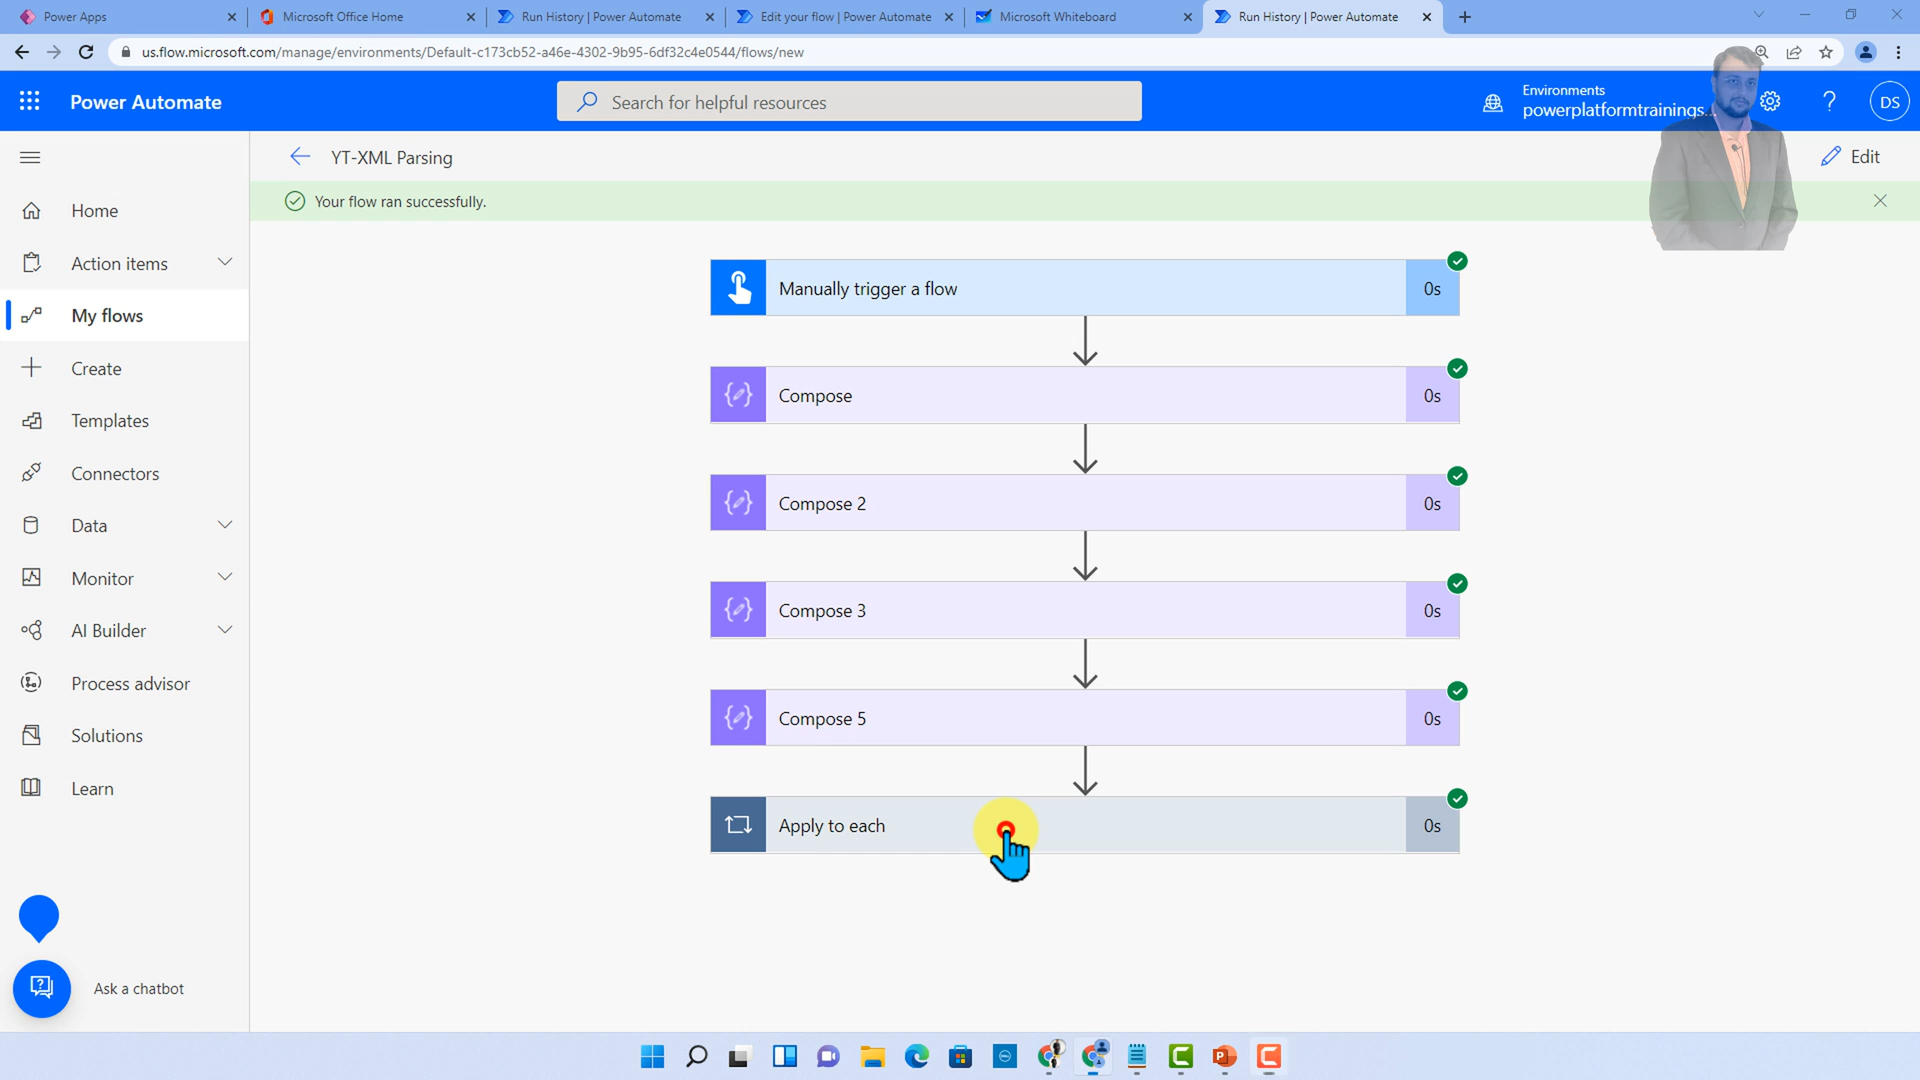 Power Apps
Microsoft Office Home
Run History | Power Automate
Edit your flow | Power Automate
Microsoft Whiteboard
Run History | Power Automate
us.flow.microsoft.com/manage/environments/Default-c173cb52-a46e-4302-9b95-6df32c4e0544/flows/new
Power Automate
Search for helpful resources
Environments
powerplatformtrainings...
?
DS
YT-XML Parsing
Edit
Your flow ran successfully.
Home
Action items
My flows
Create
Templates
Connectors
Data
Monitor
AI Builder
Process advisor
Solutions
Learn
Ask a chatbot
Manually trigger a flow
0s
Compose
0s
Compose 2
0s
Compose 3
0s
Compose 5
0s
Apply to each
0s